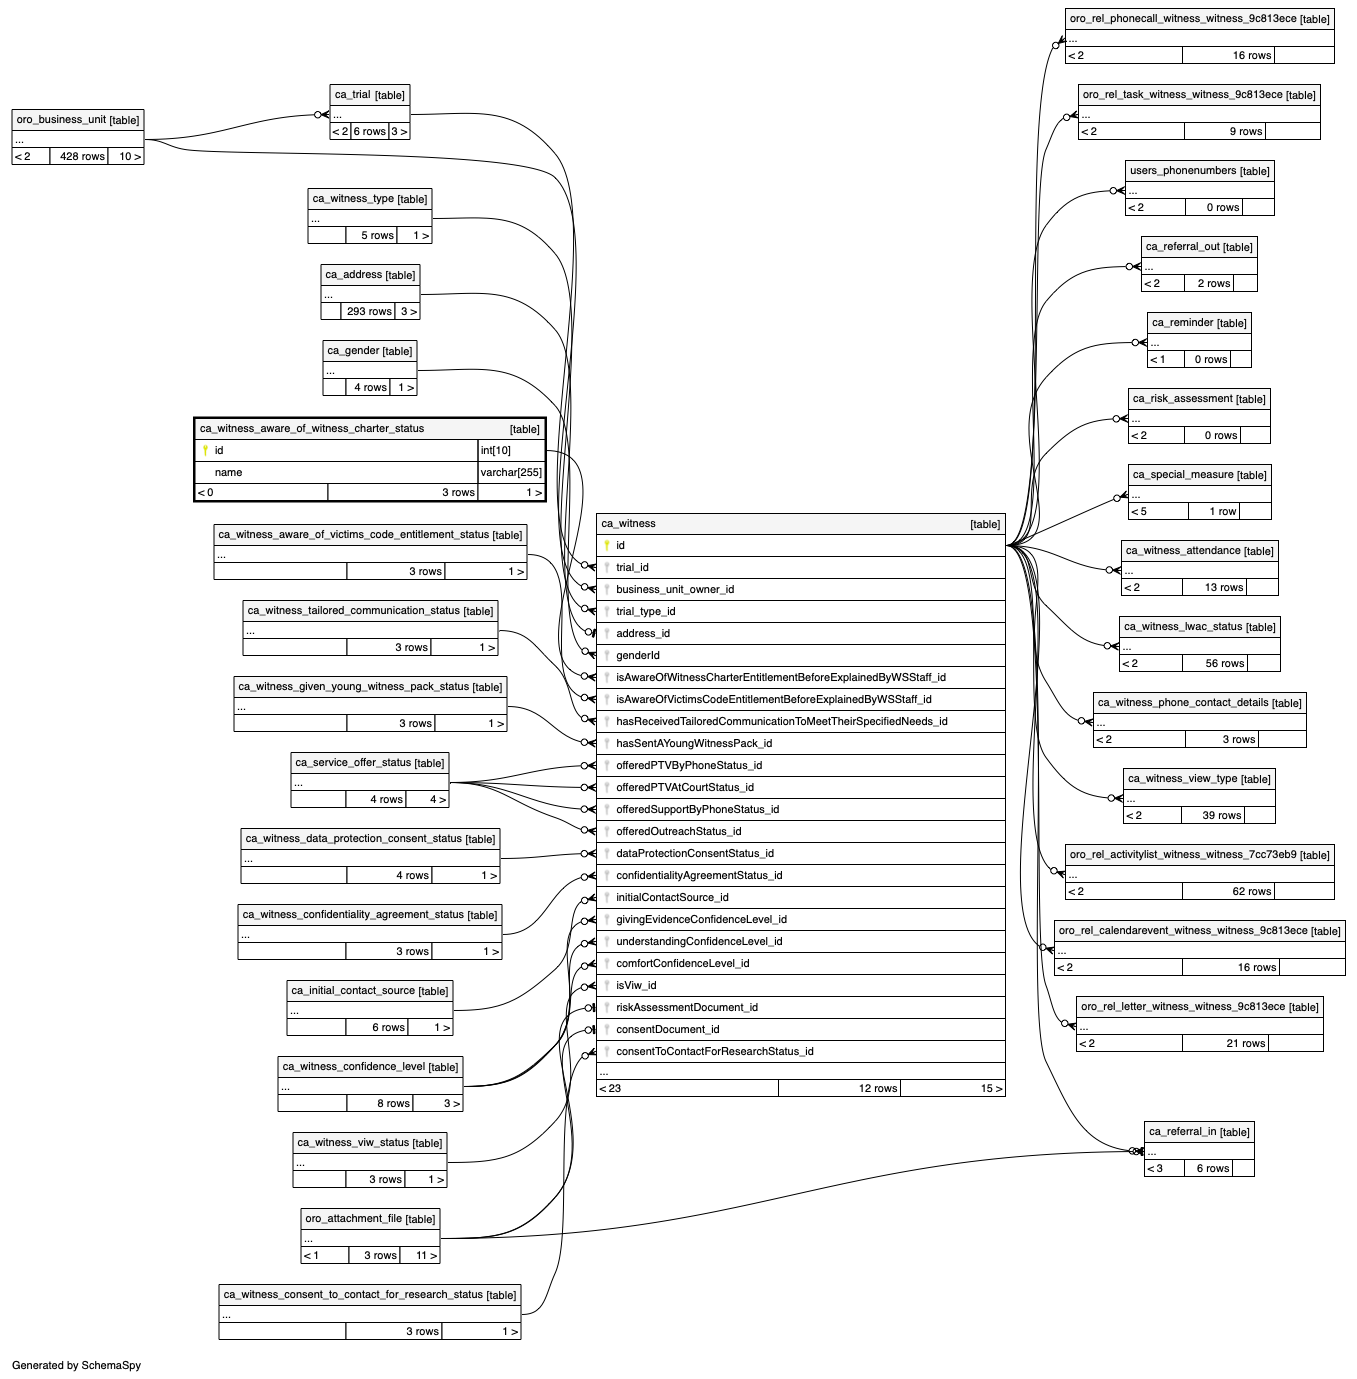 oro_business_unit [table]
...
< 2 428 rows 10 >
ca_trial [table]
...
< 2 6 rows 3 >
ca_witness_type [table]
...
5 rows 1 >
ca_address [table]
...
293 rows 3 >
ca_gender [table]
...
4 rows 1 >
ca_witness_aware_of_witness_charter_status [table]
id int[10]
name varchar[255]
< 0 3 rows 1 >
ca_witness_aware_of_victims_code_entitlement_status [table]
...
3 rows 1 >
ca_witness_tailored_communication_status [table]
...
3 rows 1 >
ca_witness_given_young_witness_pack_status [table]
...
3 rows 1 >
ca_service_offer_status [table]
...
4 rows 4 >
ca_witness_data_protection_consent_status [table]
...
4 rows 1 >
ca_witness_confidentiality_agreement_status [table]
...
3 rows 1 >
ca_initial_contact_source [table]
...
6 rows 1 >
ca_witness_confidence_level [table]
...
8 rows 3 >
ca_witness_viw_status [table]
...
3 rows 1 >
oro_attachment_file [table]
...
< 1 3 rows 11 >
ca_witness_consent_to_contact_for_research_status [table]
...
3 rows 1 >
ca_witness [table]
id
trial_id
business_unit_owner_id
trial_type_id
address_id
genderId
isAwareOfWitnessCharterEntitlementBeforeExplainedByWSStaff_id
isAwareOfVictimsCodeEntitlementBeforeExplainedByWSStaff_id
hasReceivedTailoredCommunicationToMeetTheirSpecifiedNeeds_id
hasSentAYoungWitnessPack_id
offeredPTVByPhoneStatus_id
offeredPTVAtCourtStatus_id
offeredSupportByPhoneStatus_id
offeredOutreachStatus_id
dataProtectionConsentStatus_id
confidentialityAgreementStatus_id
initialContactSource_id
givingEvidenceConfidenceLevel_id
understandingConfidenceLevel_id
comfortConfidenceLevel_id
isViw_id
riskAssessmentDocument_id
consentDocument_id
consentToContactForResearchStatus_id
...
< 23 12 rows 15 >
oro_rel_phonecall_witness_witness_9c813ece [table]
...
< 2 16 rows
oro_rel_task_witness_witness_9c813ece [table]
...
< 2 9 rows
users_phonenumbers [table]
...
< 2 0 rows
ca_referral_out [table]
...
< 2 2 rows
ca_reminder [table]
...
< 1 0 rows
ca_risk_assessment [table]
...
< 2 0 rows
ca_special_measure [table]
...
< 5 1 row
ca_witness_attendance [table]
...
< 2 13 rows
ca_witness_lwac_status [table]
...
< 2 56 rows
ca_witness_phone_contact_details [table]
...
< 2 3 rows
ca_witness_view_type [table]
...
< 2 39 rows
oro_rel_activitylist_witness_witness_7cc73eb9 [table]
...
< 2 62 rows
oro_rel_calendarevent_witness_witness_9c813ece [table]
...
< 2 16 rows
oro_rel_letter_witness_witness_9c813ece [table]
...
< 2 21 rows
ca_referral_in [table]
...
< 3 6 rows
Generated by SchemaSpy